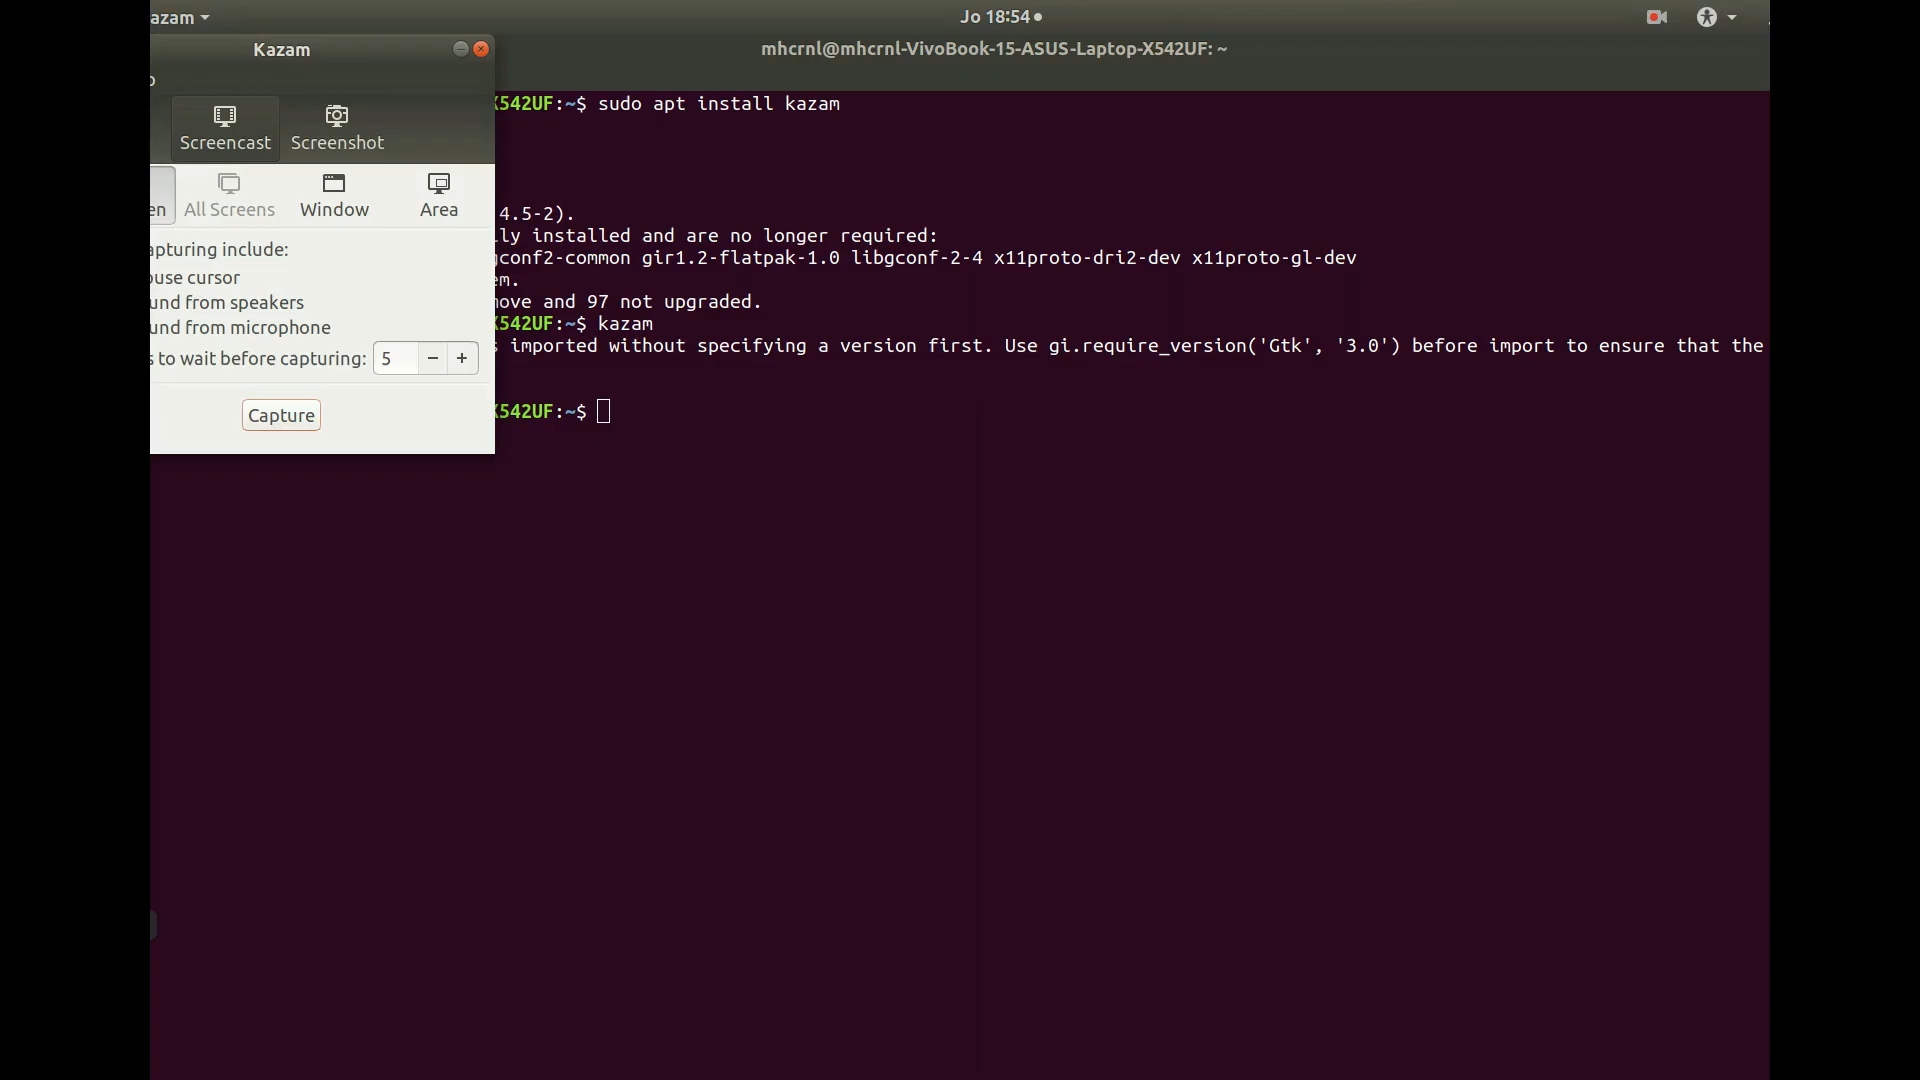 azam
Jo 18:54
Kazam
mhcrnl@mhcrnl-VivoBook-15-ASUS-Laptop-X542UF: ~
Screencast
Screenshot
en
All Screens
Window
Area
apturing include:
ouse cursor
und from speakers
und from microphone
s to wait before capturing: 5 − +
Capture
X542UF:~$ sudo apt install kazam
4.5-2).
lly installed and are no longer required:
gconf2-common gir1.2-flatpak-1.0 libgconf-2-4 x11proto-dri2-dev x11proto-gl-dev
em.
move and 97 not upgraded.
X542UF:~$ kazam
s imported without specifying a version first. Use gi.require_version('Gtk', '3.0') before import to ensure that the
X542UF:~$